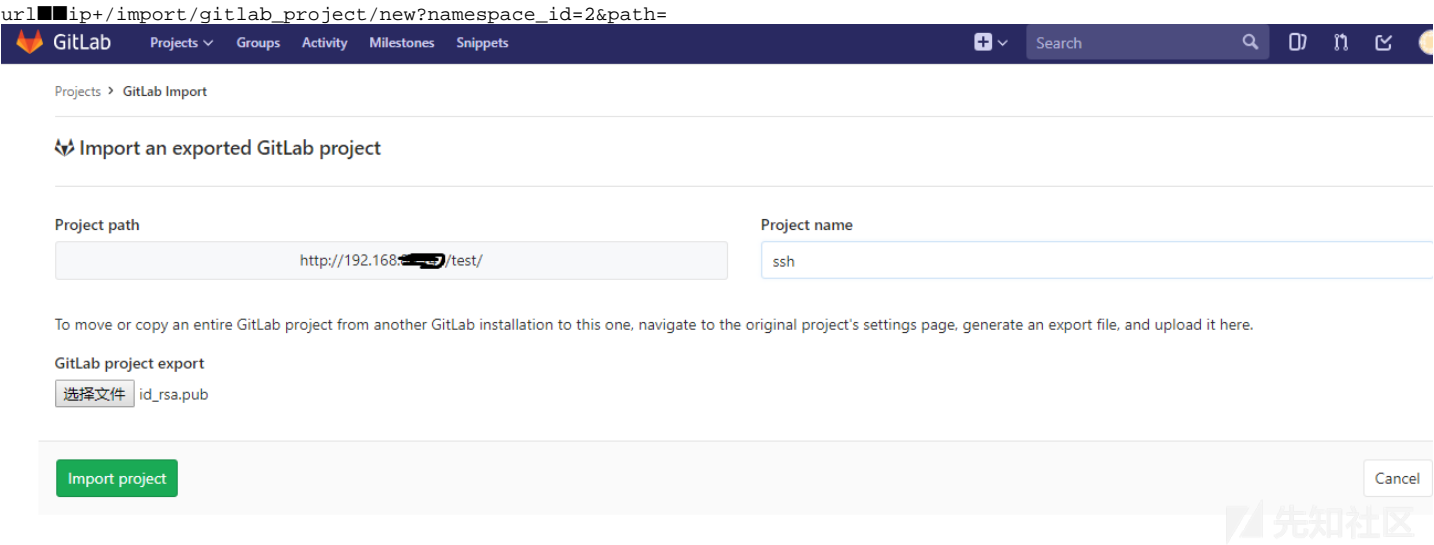 url■■ip+/import/gitlab_project/new?namespace_id=2&path=
GitLab Projects Groups Activity Milestones Snippets Search
Projects > GitLab Import
Import an exported GitLab project
Project path Project name
http://192.168. /test/ ssh
To move or copy an entire GitLab project from another GitLab installation to this one, navigate to the original project's settings page, generate an export file, and upload it here.
GitLab project export
选择文件 id_rsa.pub
Import project Cancel
先知社区